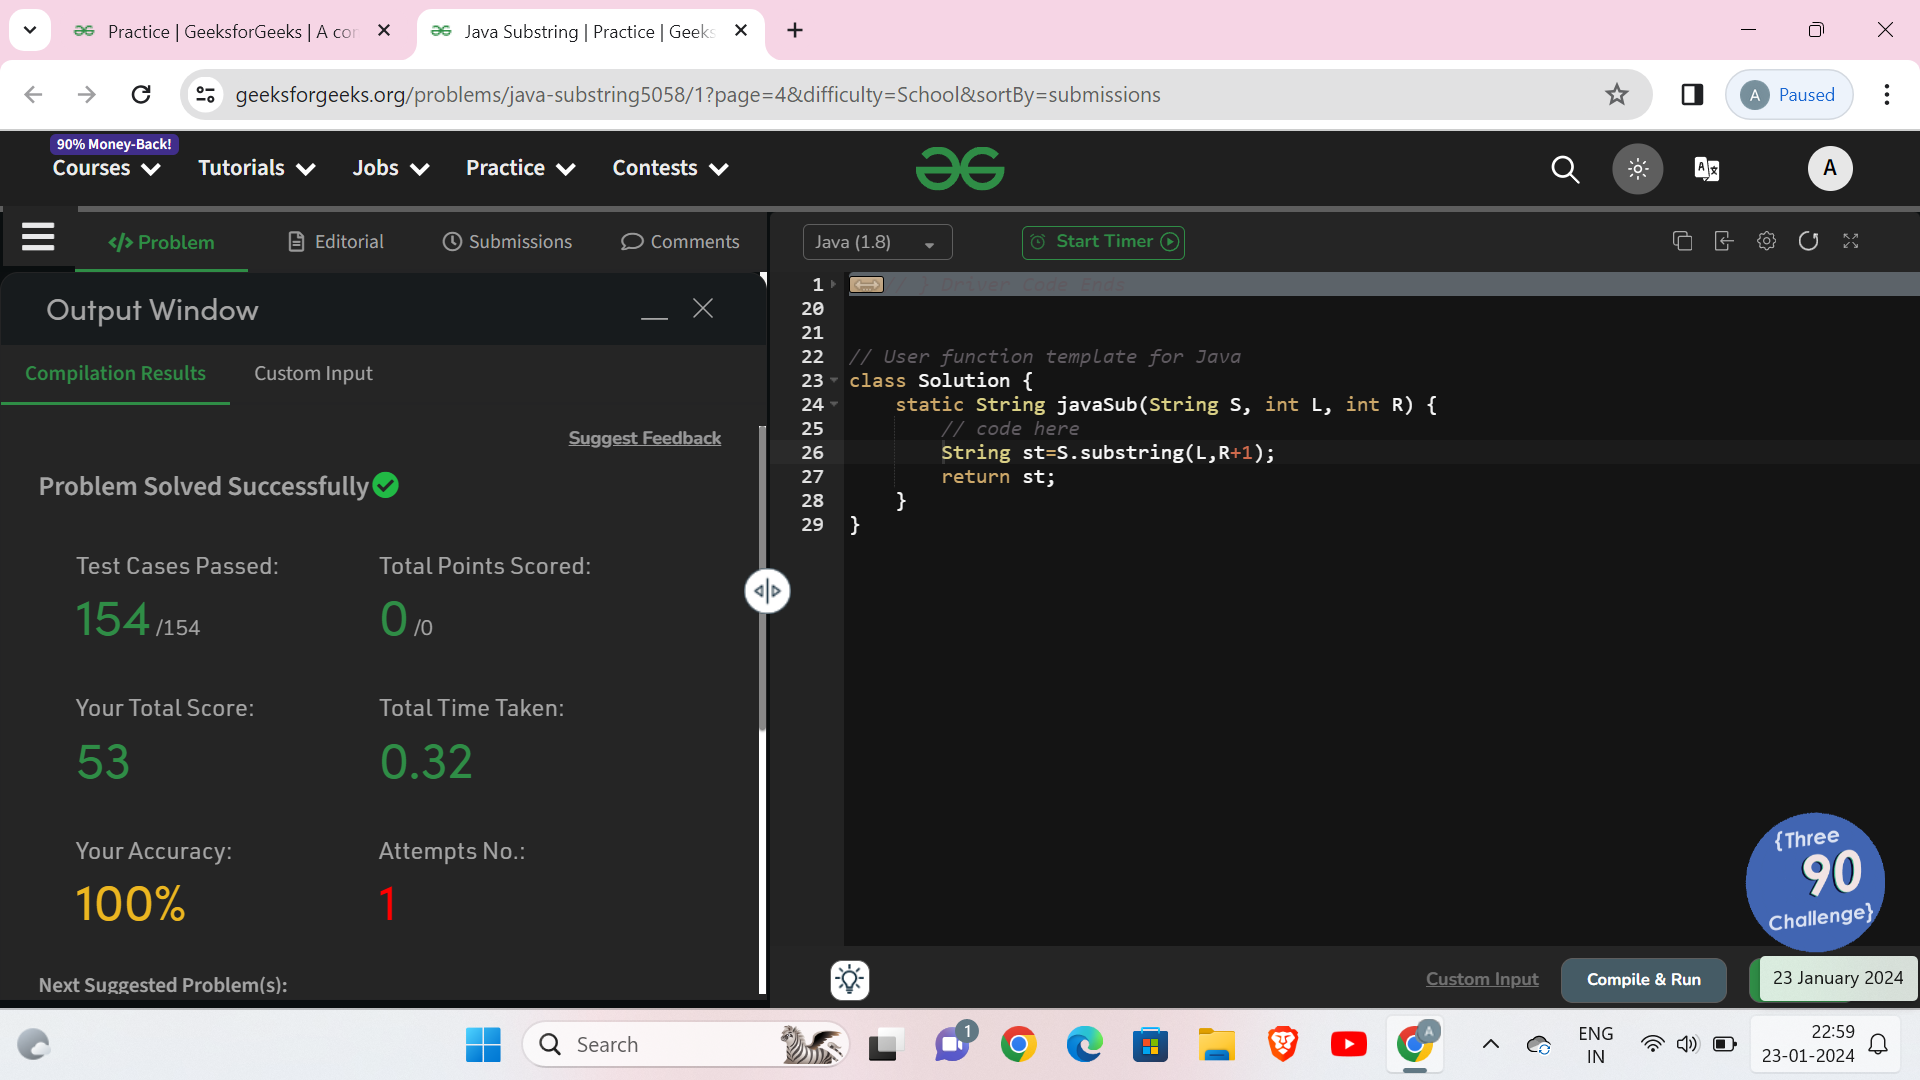 Practice | GeeksforGeeks | A co
Java Substring | Practice | Geeks
geeksforgeeks.org/problems/java-substring5058/1?page=4&difficulty=School&sortBy=submissions
A Paused
90% Money-Back!
Courses Tutorials Jobs Practice Contests
A
</> Problem Editorial Submissions Comments
Java (1.8) Start Timer
Output Window
Compilation Results Custom Input
Suggest Feedback
Problem Solved Successfully
Test Cases Passed: Total Points Scored:
154 /154 0 /0
Your Total Score: Total Time Taken:
53 0.32
Your Accuracy: Attempts No.:
100% 1
Next Suggested Problem(s):
1 // } Driver Code Ends
20
21
22 // User function template for Java
23 class Solution {
24 static String javaSub(String S, int L, int R) {
25 // code here
26 String st=S.substring(L,R+1);
27 return st;
28 }
29 }
{Three
90
Challenge}
Custom Input Compile & Run 23 January 2024
Search
1
A
ENG
IN
22:59
23-01-2024